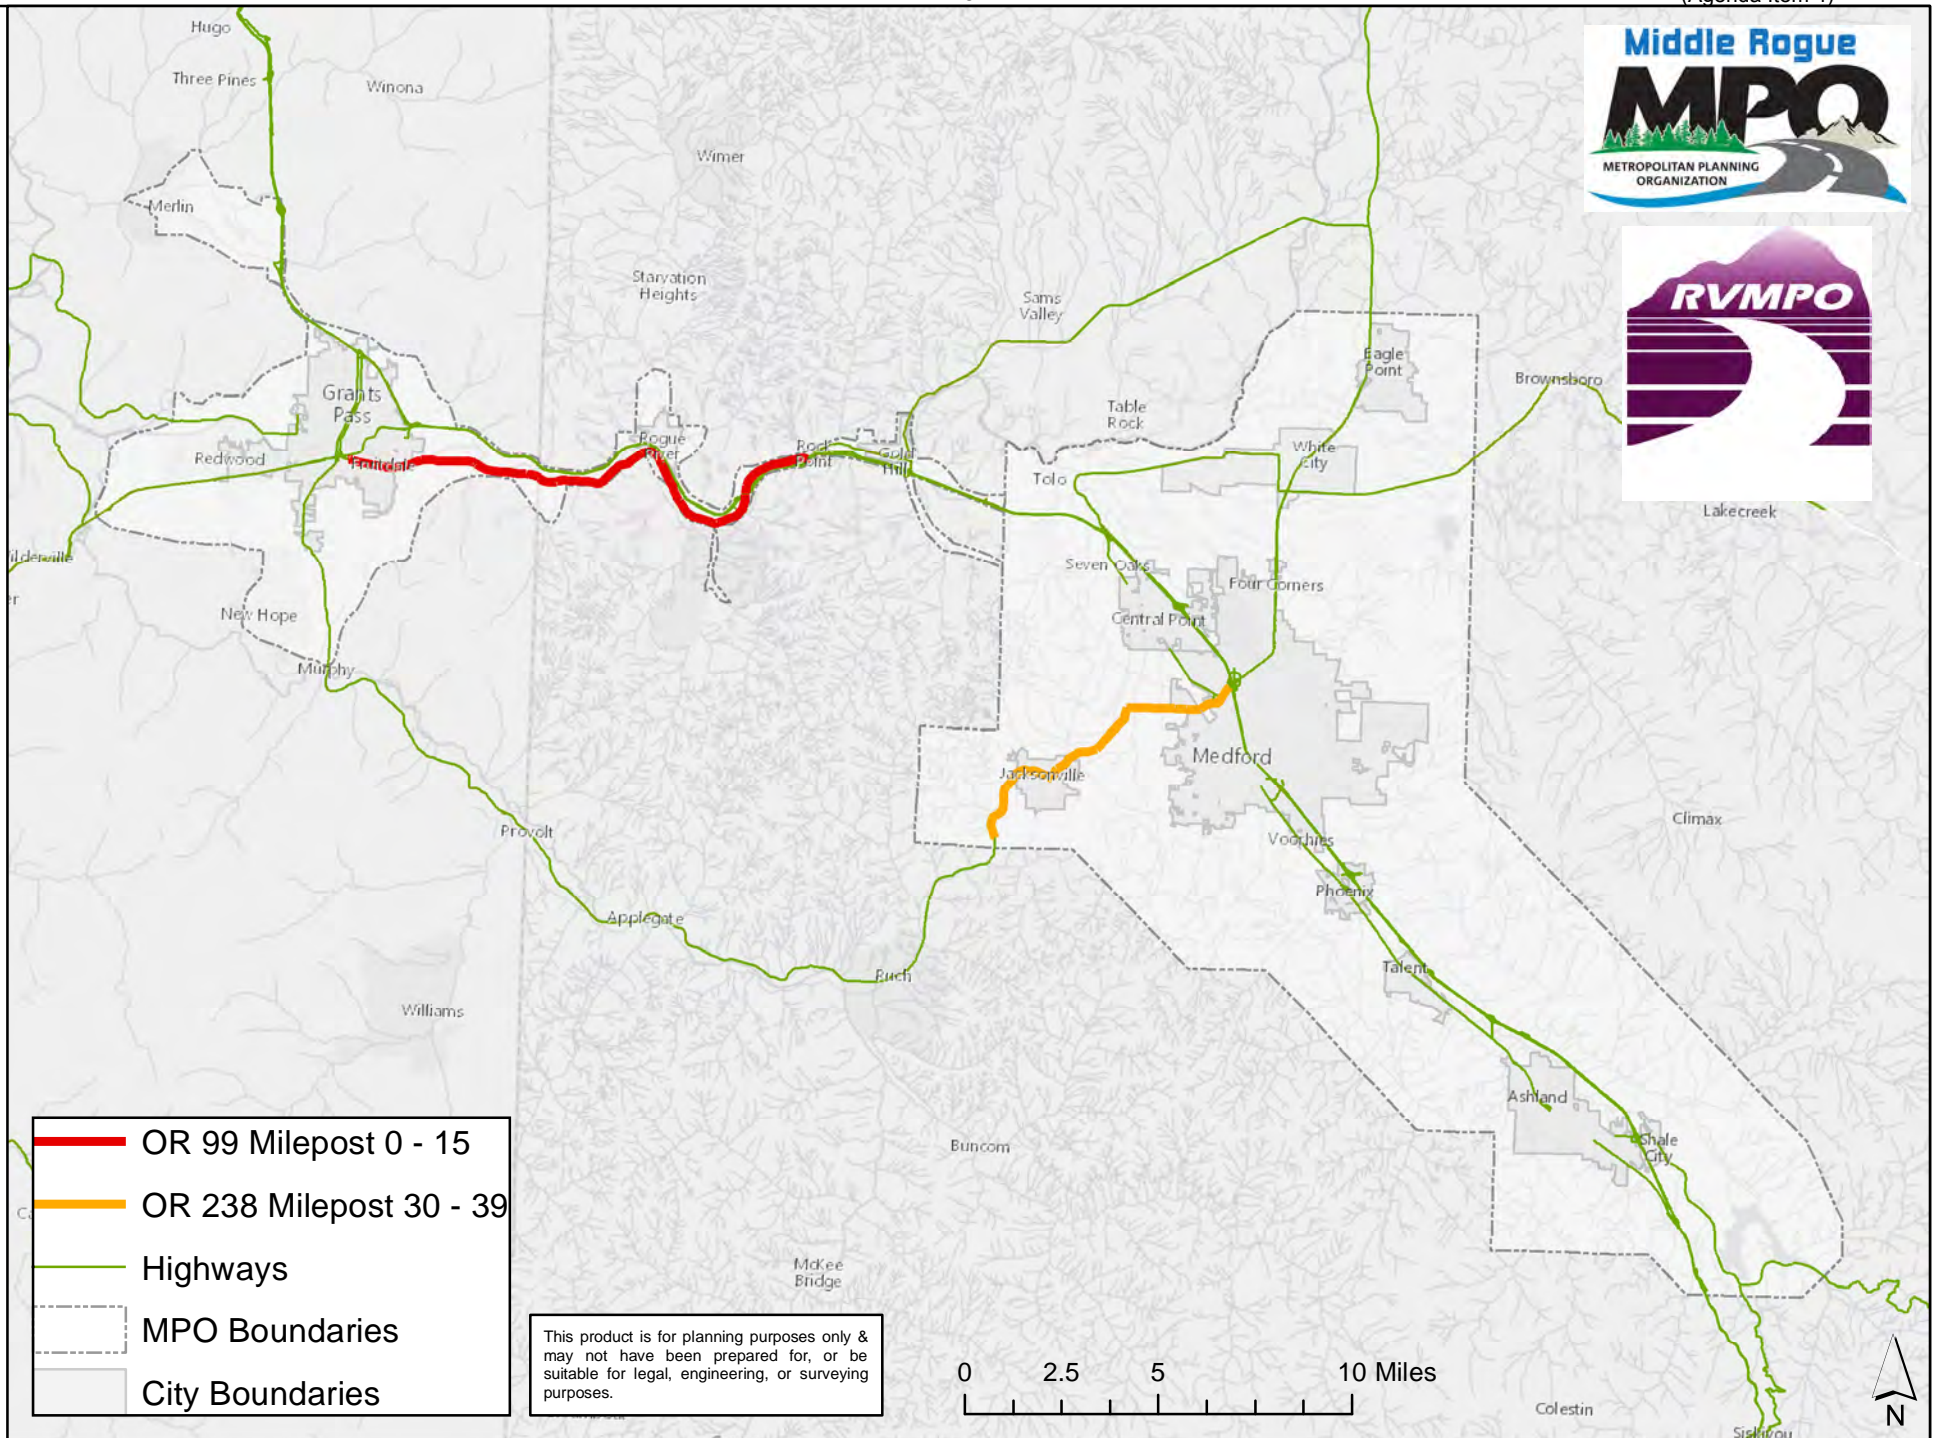 Hugo
Three Pines
Winona
Wimer
Merlin
Starvation
Heights
Sams
Valley
Eagle
Point
Brownsboro
Grants
Pass
Table
Rock
Redwood
Fruitdale
Rogue
River
Rock
Point
Gold
Hill
White
City
Tolo
Lakecreek
Seven Oaks
Four Corners
Central Point
New Hope
Murphy
Medford
Jacksonville
Provolt
Voorhies
Climax
Phoenix
Applegate
Ruch
Talent
Williams
Ashland
Shale
City
Buncom
McKee
Bridge
Colestin
Siskiyou
Middle Rogue
MPO
METROPOLITAN PLANNING
ORGANIZATION
RVMPO
OR 99 Milepost 0 - 15
OR 238 Milepost 30 - 39
Highways
MPO Boundaries
City Boundaries
This product is for planning purposes only &
may not have been prepared for, or be
suitable for legal, engineering, or surveying
purposes.
0 2.5 5 10 Miles
N